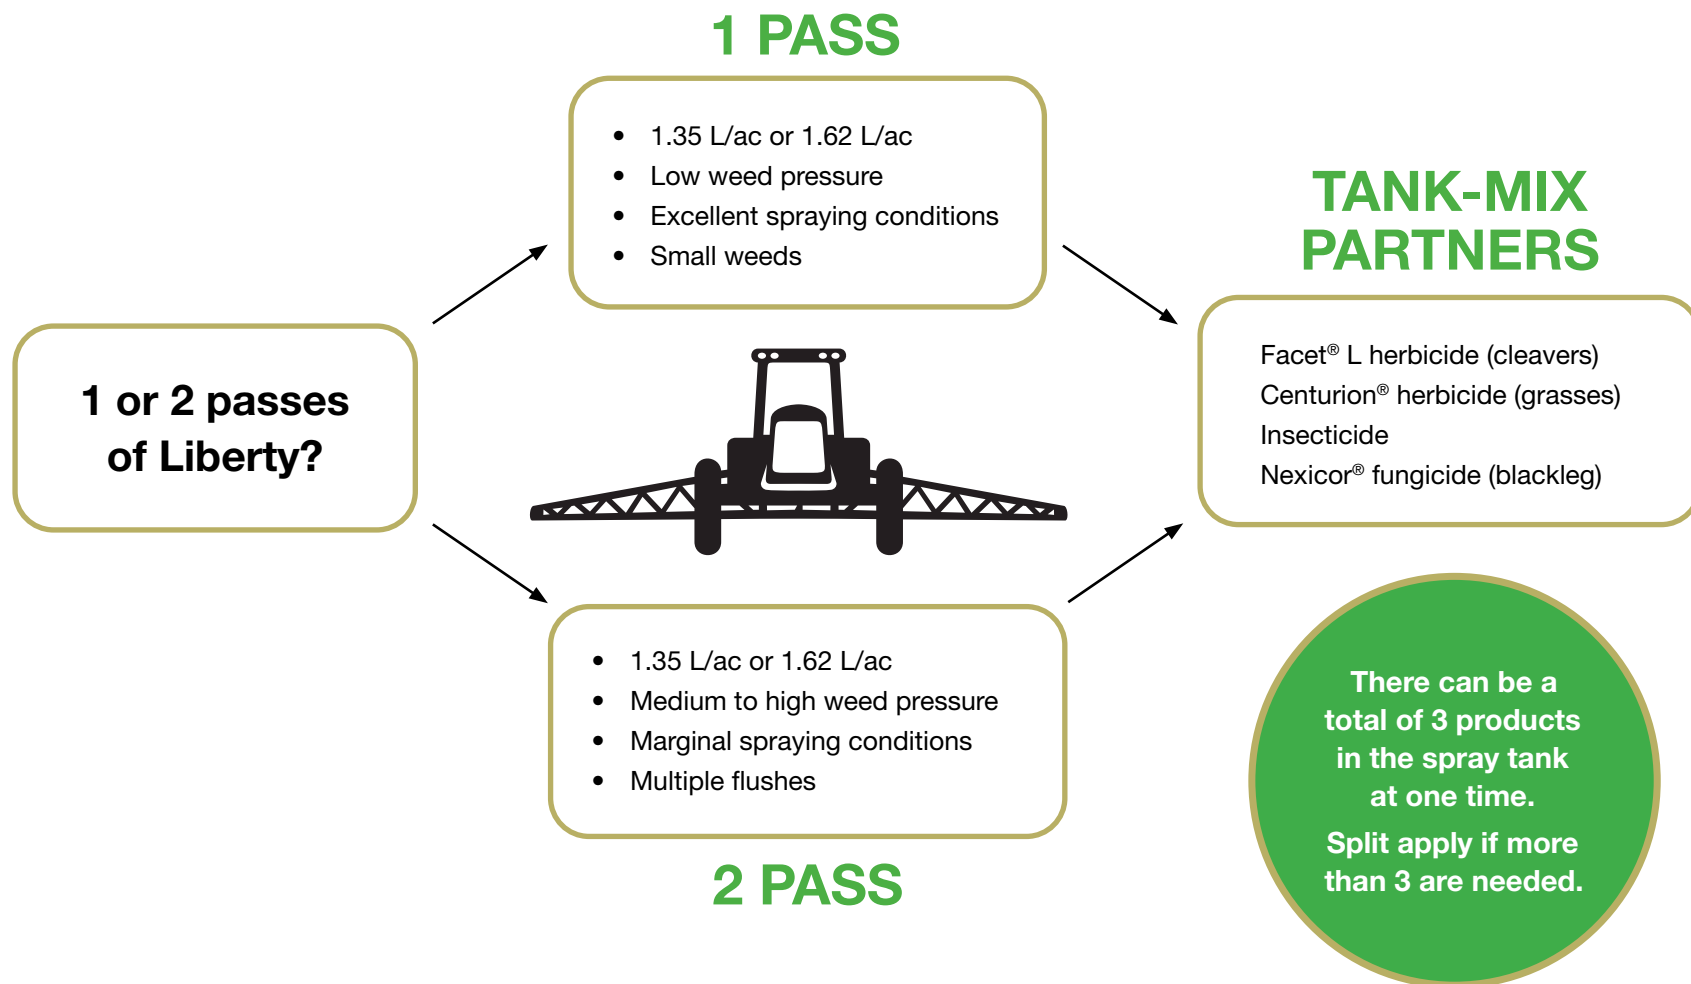 1 PASS
• 1.35 L/ac or 1.62 L/ac
• Low weed pressure
• Excellent spraying conditions
• Small weeds
1 or 2 passes
of Liberty?
• 1.35 L/ac or 1.62 L/ac
• Medium to high weed pressure
• Marginal spraying conditions
• Multiple flushes
2 PASS
TANK-MIX
PARTNERS
Facet® L herbicide (cleavers)
Centurion® herbicide (grasses)
Insecticide
Nexicor® fungicide (blackleg)
There can be a
total of 3 products
in the spray tank
at one time.
Split apply if more
than 3 are needed.